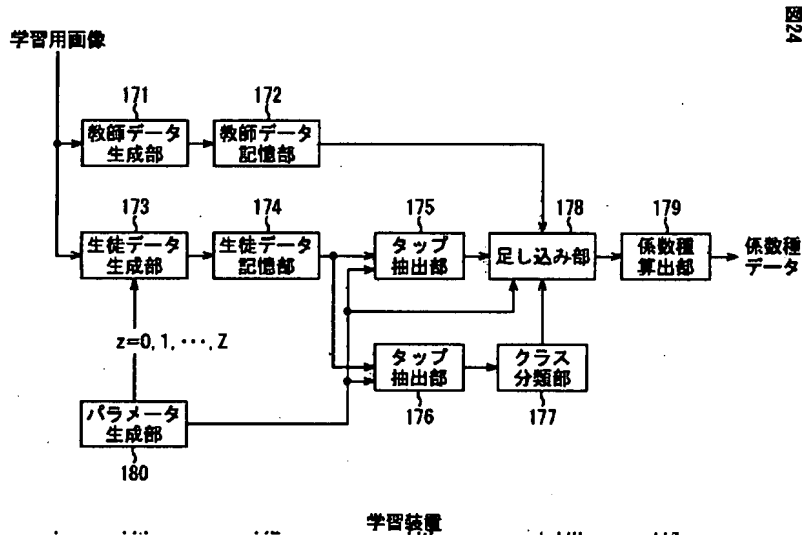 図24
学習用画像
171
教師データ
生成部
172
教師データ
記憶部
173
生徒データ
生成部
174
生徒データ
記憶部
175
タップ
抽出部
178
足し込み部
179
係数種
算出部
係数種
データ
z=0, 1, ···, Z
タップ
抽出部
176
クラス
分類部
177
パラメータ
生成部
180
学習装置